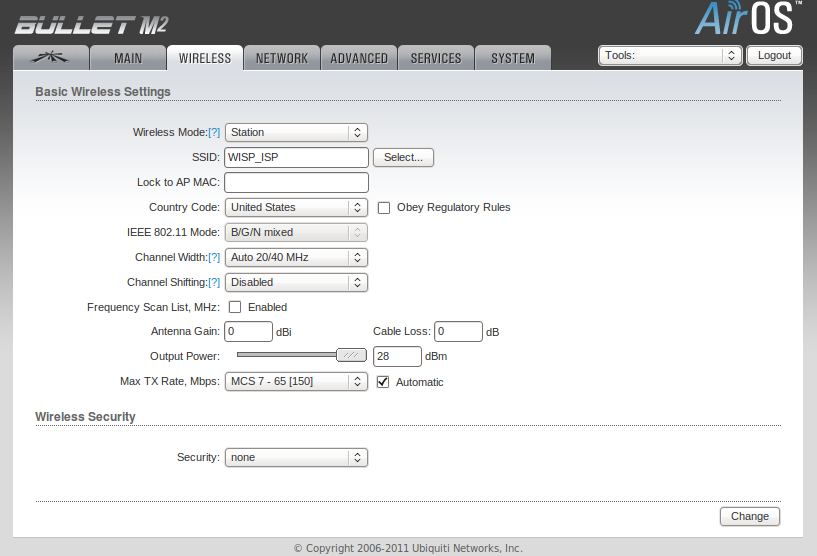 BULLET M2
AirOS™
MAIN WIRELESS NETWORK ADVANCED SERVICES SYSTEM Tools: Logout
Basic Wireless Settings
Wireless Mode:[?] Station
SSID: WISP_ISP Select...
Lock to AP MAC:
Country Code: United States Obey Regulatory Rules
IEEE 802.11 Mode: B/G/N mixed
Channel Width:[?] Auto 20/40 MHz
Channel Shifting:[?] Disabled
Frequency Scan List, MHz: Enabled
Antenna Gain: 0 dBi Cable Loss: 0 dB
Output Power: 28 dBm
Max TX Rate, Mbps: MCS 7 - 65 [150] Automatic
Wireless Security
Security: none
Change
© Copyright 2006-2011 Ubiquiti Networks, Inc.